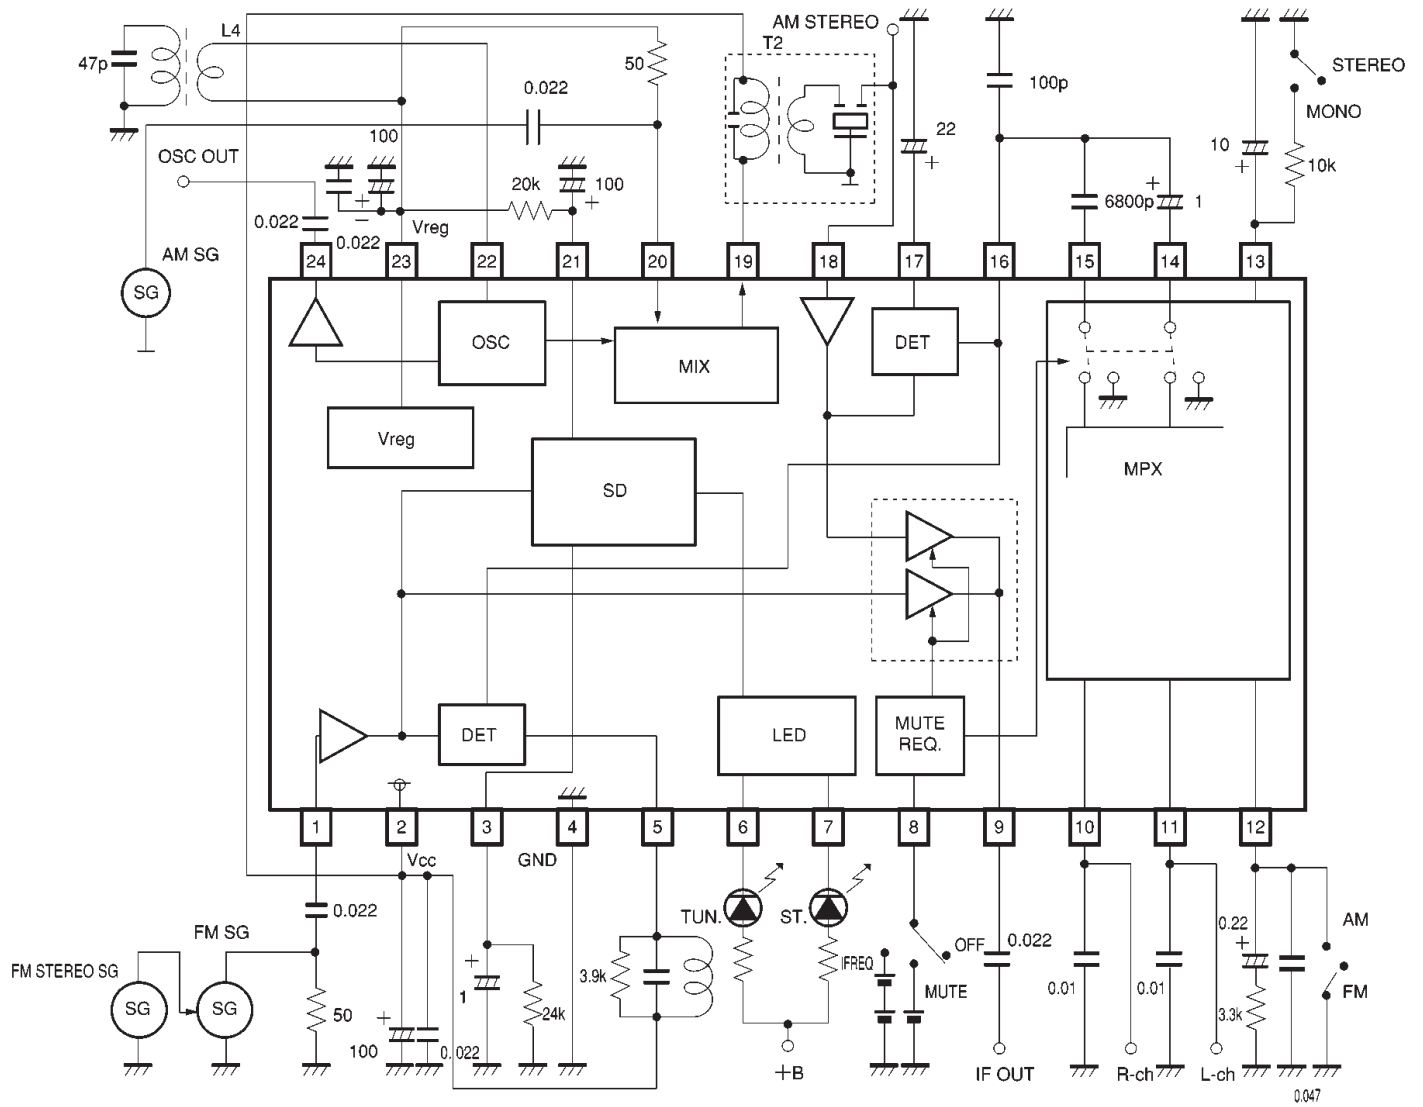 AM STEREO
L4
T2
47p
50
STEREO
100p
0.022
MONO
100
22
OSC OUT
10
10k
20k
100
+
+
+
+
+
−
6800p
1
0.022
Vreg
0.022
AM SG
SG
24
23
22
21
20
19
18
17
16
15
14
13
OSC
MIX
DET
Vreg
SD
MPX
DET
LED
MUTE
REQ.
1
2
3
4
5
6
7
8
9
10
11
12
Vcc
GND
0.022
TUN.
ST.
0.22
AM
FM SG
OFF
0.022
+
FM STEREO SG
+
3.9k
IFREQ.
FM
SG
SG
1
MUTE
0.01
0.01
50
24k
3.3k
+
100
0.022
+B
IF OUT
R-ch
L-ch
0.047